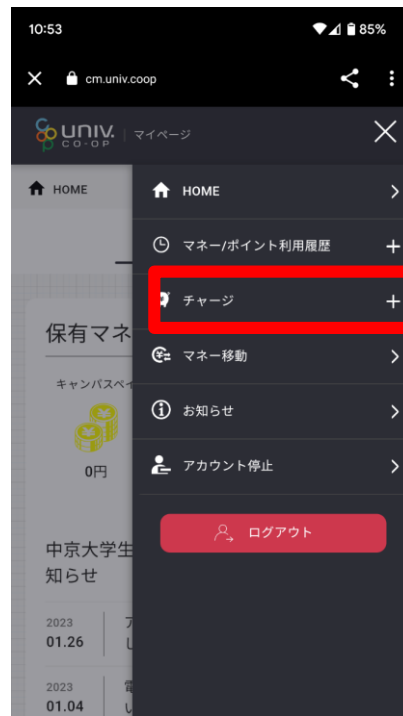 10:53
85%
cm.univ.coop
UNIV.
CO-OP
マイページ
HOME
HOME
マネー/ポイント利用履歴
チャージ
保有マネ
マネー移動
キャンパスペイ
お知らせ
0円
アカウント停止
ログアウト
中京大学生
知らせ
2023
01.26
2023
01.04